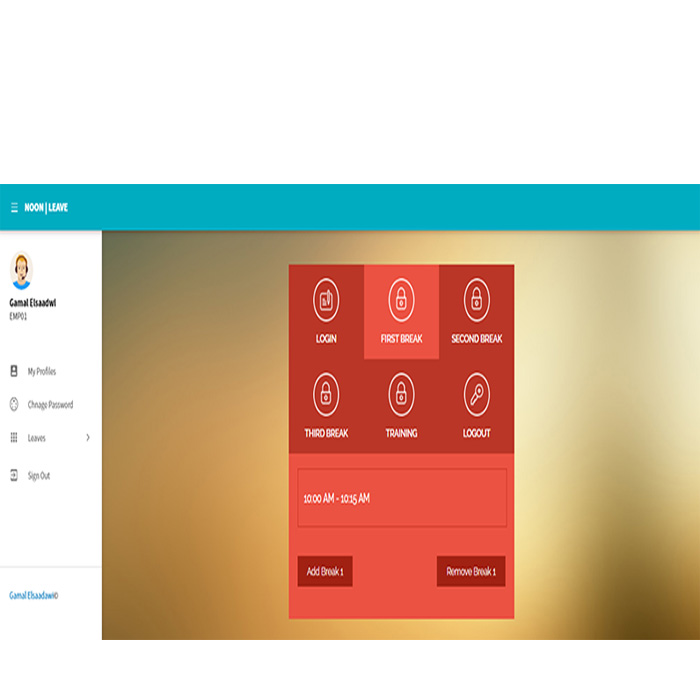 NOON | LEAVE
Gamal Elsaadwi
EMP01
My Profiles
Chnage Password
Leaves
Sign Out
Gamal Elsaadawi©
LOGIN
FIRST BREAK
SECOND BREAK
THIRD BREAK
TRAINING
LOGOUT
10:00 AM - 10:15 AM
Add Break 1
Remove Break 1